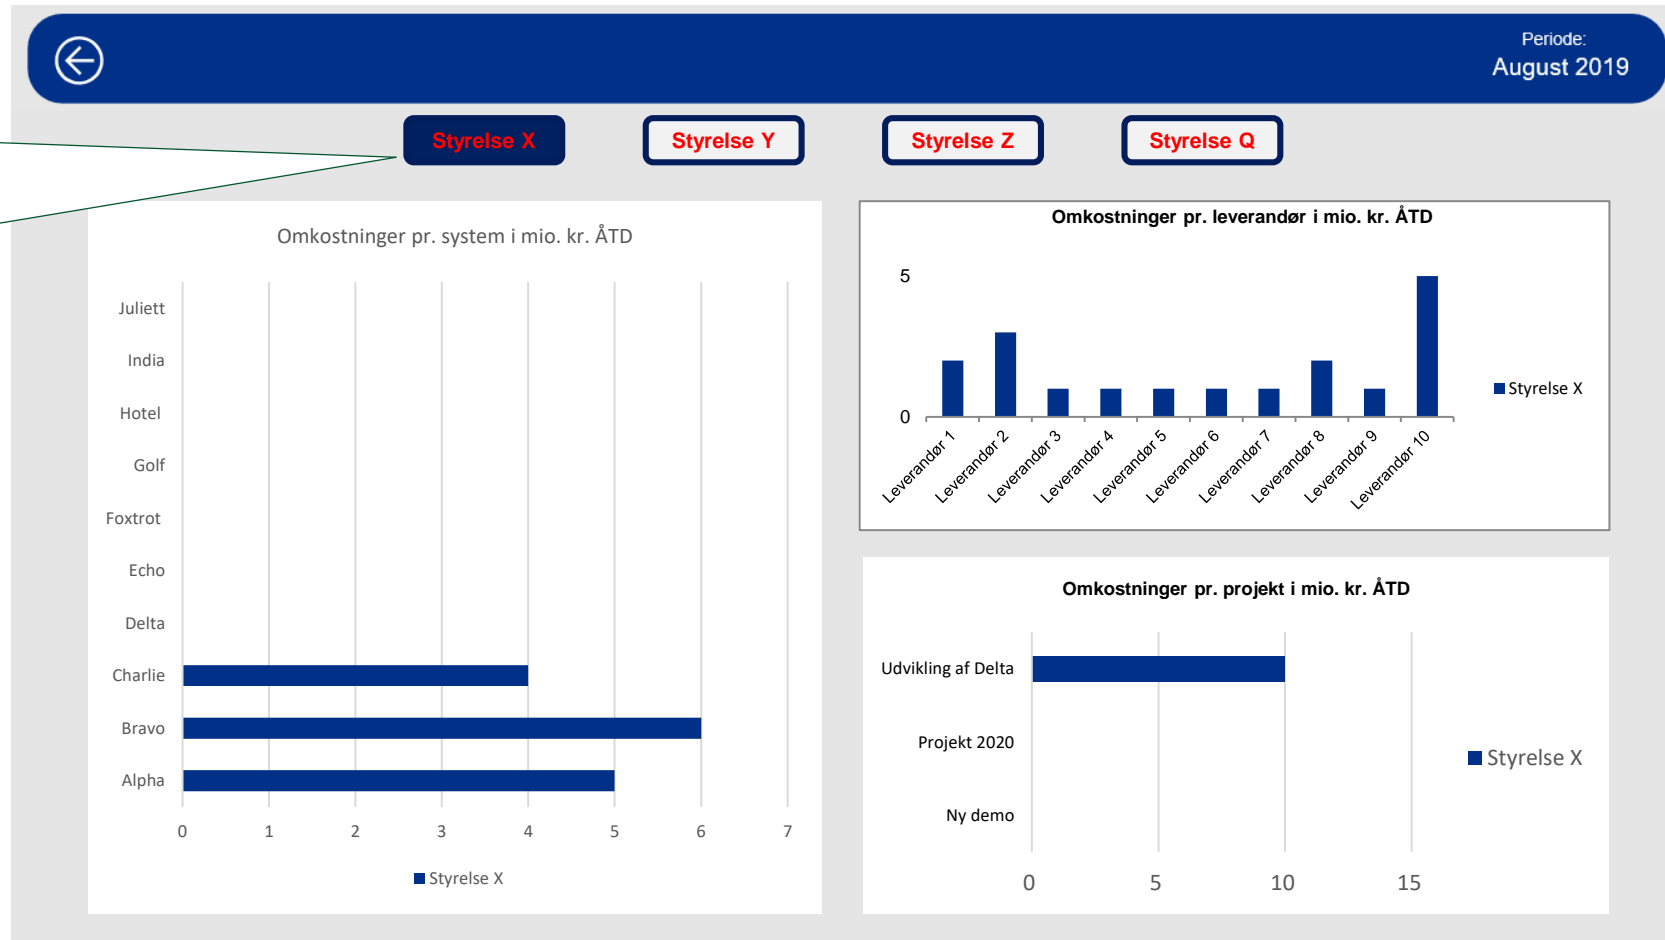 Periode:
August 2019
Styrelse X
Styrelse Y
Styrelse Z
Styrelse Q
Omkostninger pr. system i mio. kr. ÅTD
Juliett
India
Hotel
Golf
Foxtrot
Echo
Delta
Charlie
Bravo
Alpha
0 1 2 3 4 5 6 7
Styrelse X
Omkostninger pr. leverandør i mio. kr. ÅTD
5
0
Leverandør 1
Leverandør 2
Leverandør 3
Leverandør 4
Leverandør 5
Leverandør 6
Leverandør 7
Leverandør 8
Leverandør 9
Leverandør 10
Styrelse X
Omkostninger pr. projekt i mio. kr. ÅTD
Udvikling af Delta
Projekt 2020
Ny demo
0 5 10 15
Styrelse X